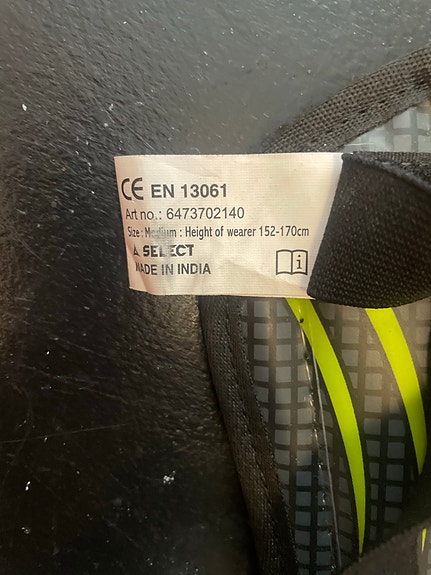 CE EN 13061
Art no.: 6473702140
Size : Medium : Height of wearer 152-170cm
SELECT
MADE IN INDIA
i